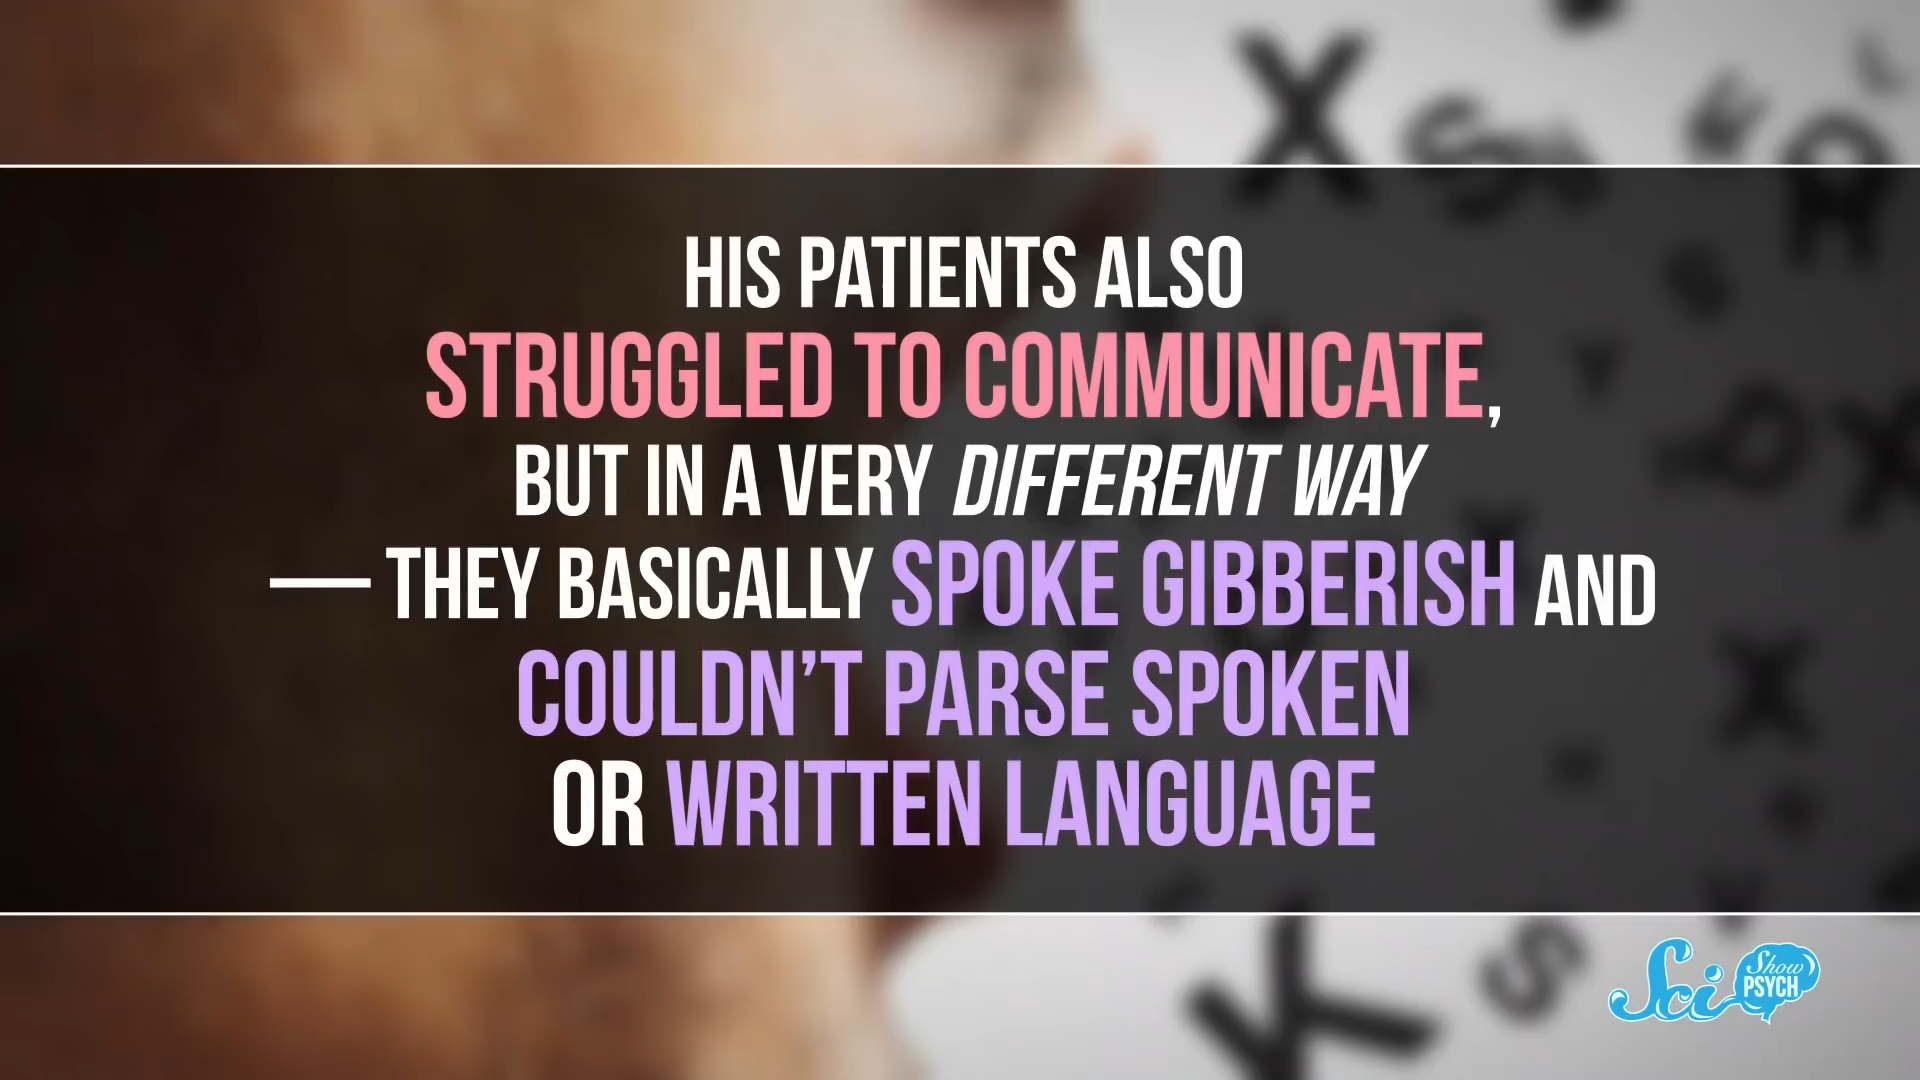 HIS PATIENTS ALSO
STRUGGLED TO COMMUNICATE,
BUT IN A VERY DIFFERENT WAY
— THEY BASICALLY SPOKE GIBBERISH AND
COULDN'T PARSE SPOKEN
OR WRITTEN LANGUAGE
Sci Show PSYCH